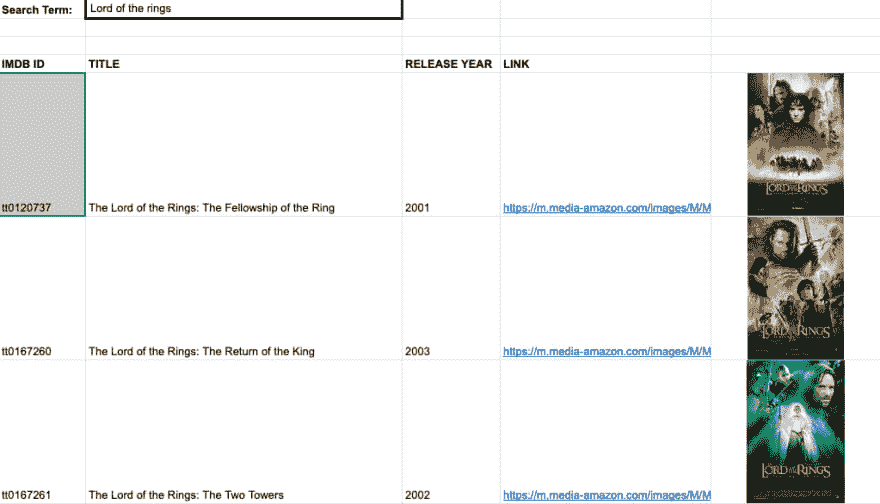 Search Term: Lord of the rings
IMDB ID TITLE RELEASE YEAR LINK
LORD OF THE RINGS
tt0120737 The Lord of the Rings: The Fellowship of the Ring 2001 https://m.media-amazon.com/images/M/M
LORD OF THE RINGS
tt0167260 The Lord of the Rings: The Return of the King 2003 https://m.media-amazon.com/images/M/M
LORD OF THE RINGS
tt0167261 The Lord of the Rings: The Two Towers 2002 https://m.media-amazon.com/images/M/M